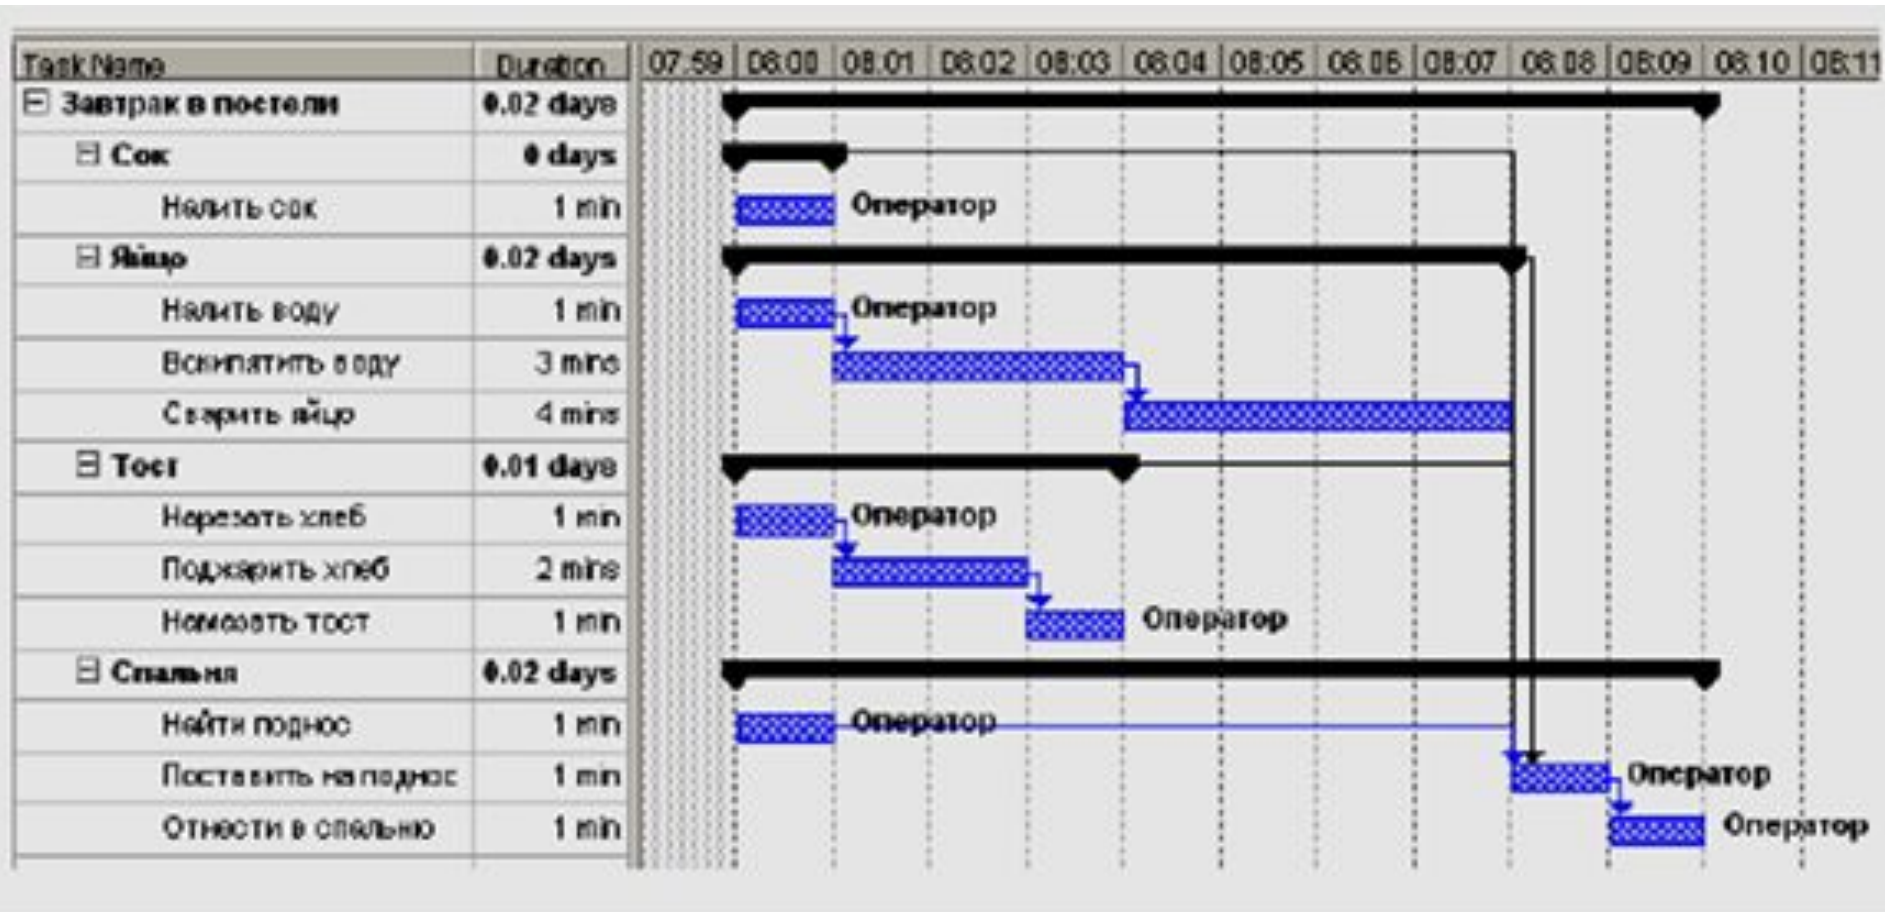 Task Name Duration 07:59 08:00 08:01 08:02 08:03 08:04 08:05 08:06 08:07 08:08 08:09 08:10 08:11
Завтрак в постели 0.02 days
Сок 0 days
Налить сок 1 min Оператор
Яйцо 0.02 days
Налить воду 1 min Оператор
Вскипятить воду 3 mins
Сварить яйцо 4 mins
Тост 0.01 days
Нарезать хлеб 1 min Оператор
Поджарить хлеб 2 mins
Намазать тост 1 min Оператор
Спальня 0.02 days
Найти поднос 1 min Оператор
Поставить на поднос 1 min Оператор
Отнести в спальню 1 min Оператор